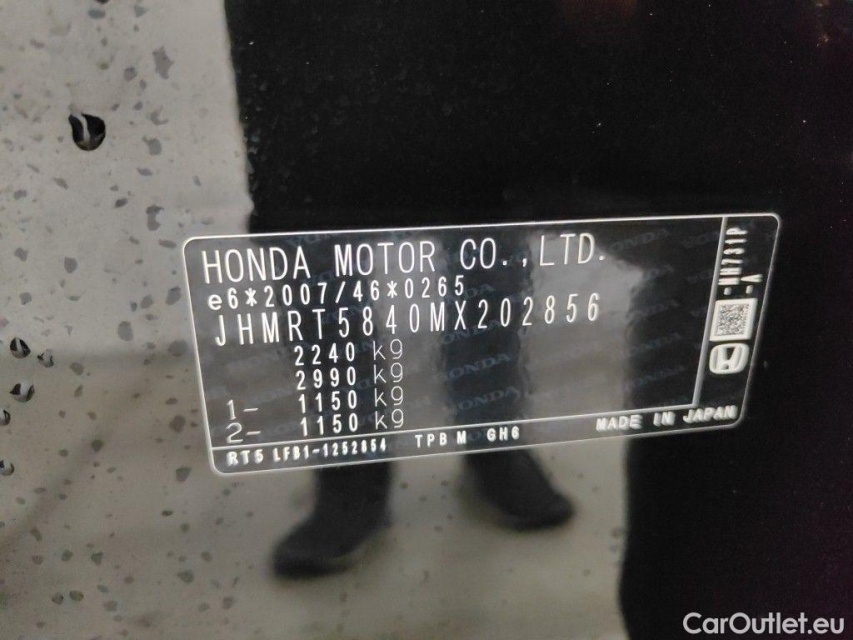 HONDA MOTOR CO.,LTD.
e6*2007/46*0265
JHMRT5840MX202856
2240 kg
2990 kg
1- 1150 kg
2- 1150 kg
RT5 LFB1-1252854 TPB M GH6
MADE IN JAPAN
CarOutlet.eu